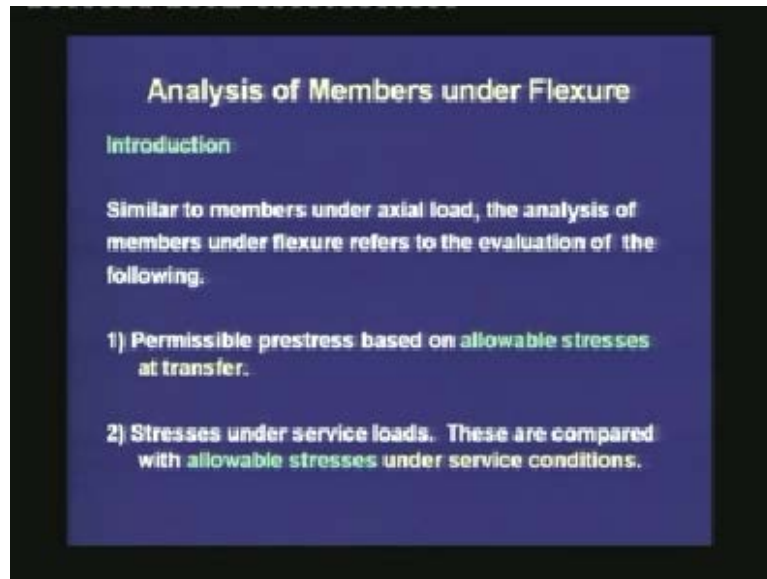 Analysis of Members under Flexure
Introduction
Similar to members under axial load, the analysis of
members under flexure refers to the evaluation of the
following.
1) Permissible prestress based on allowable stresses
at transfer.
2) Stresses under service loads. These are compared
with allowable stresses under service conditions.